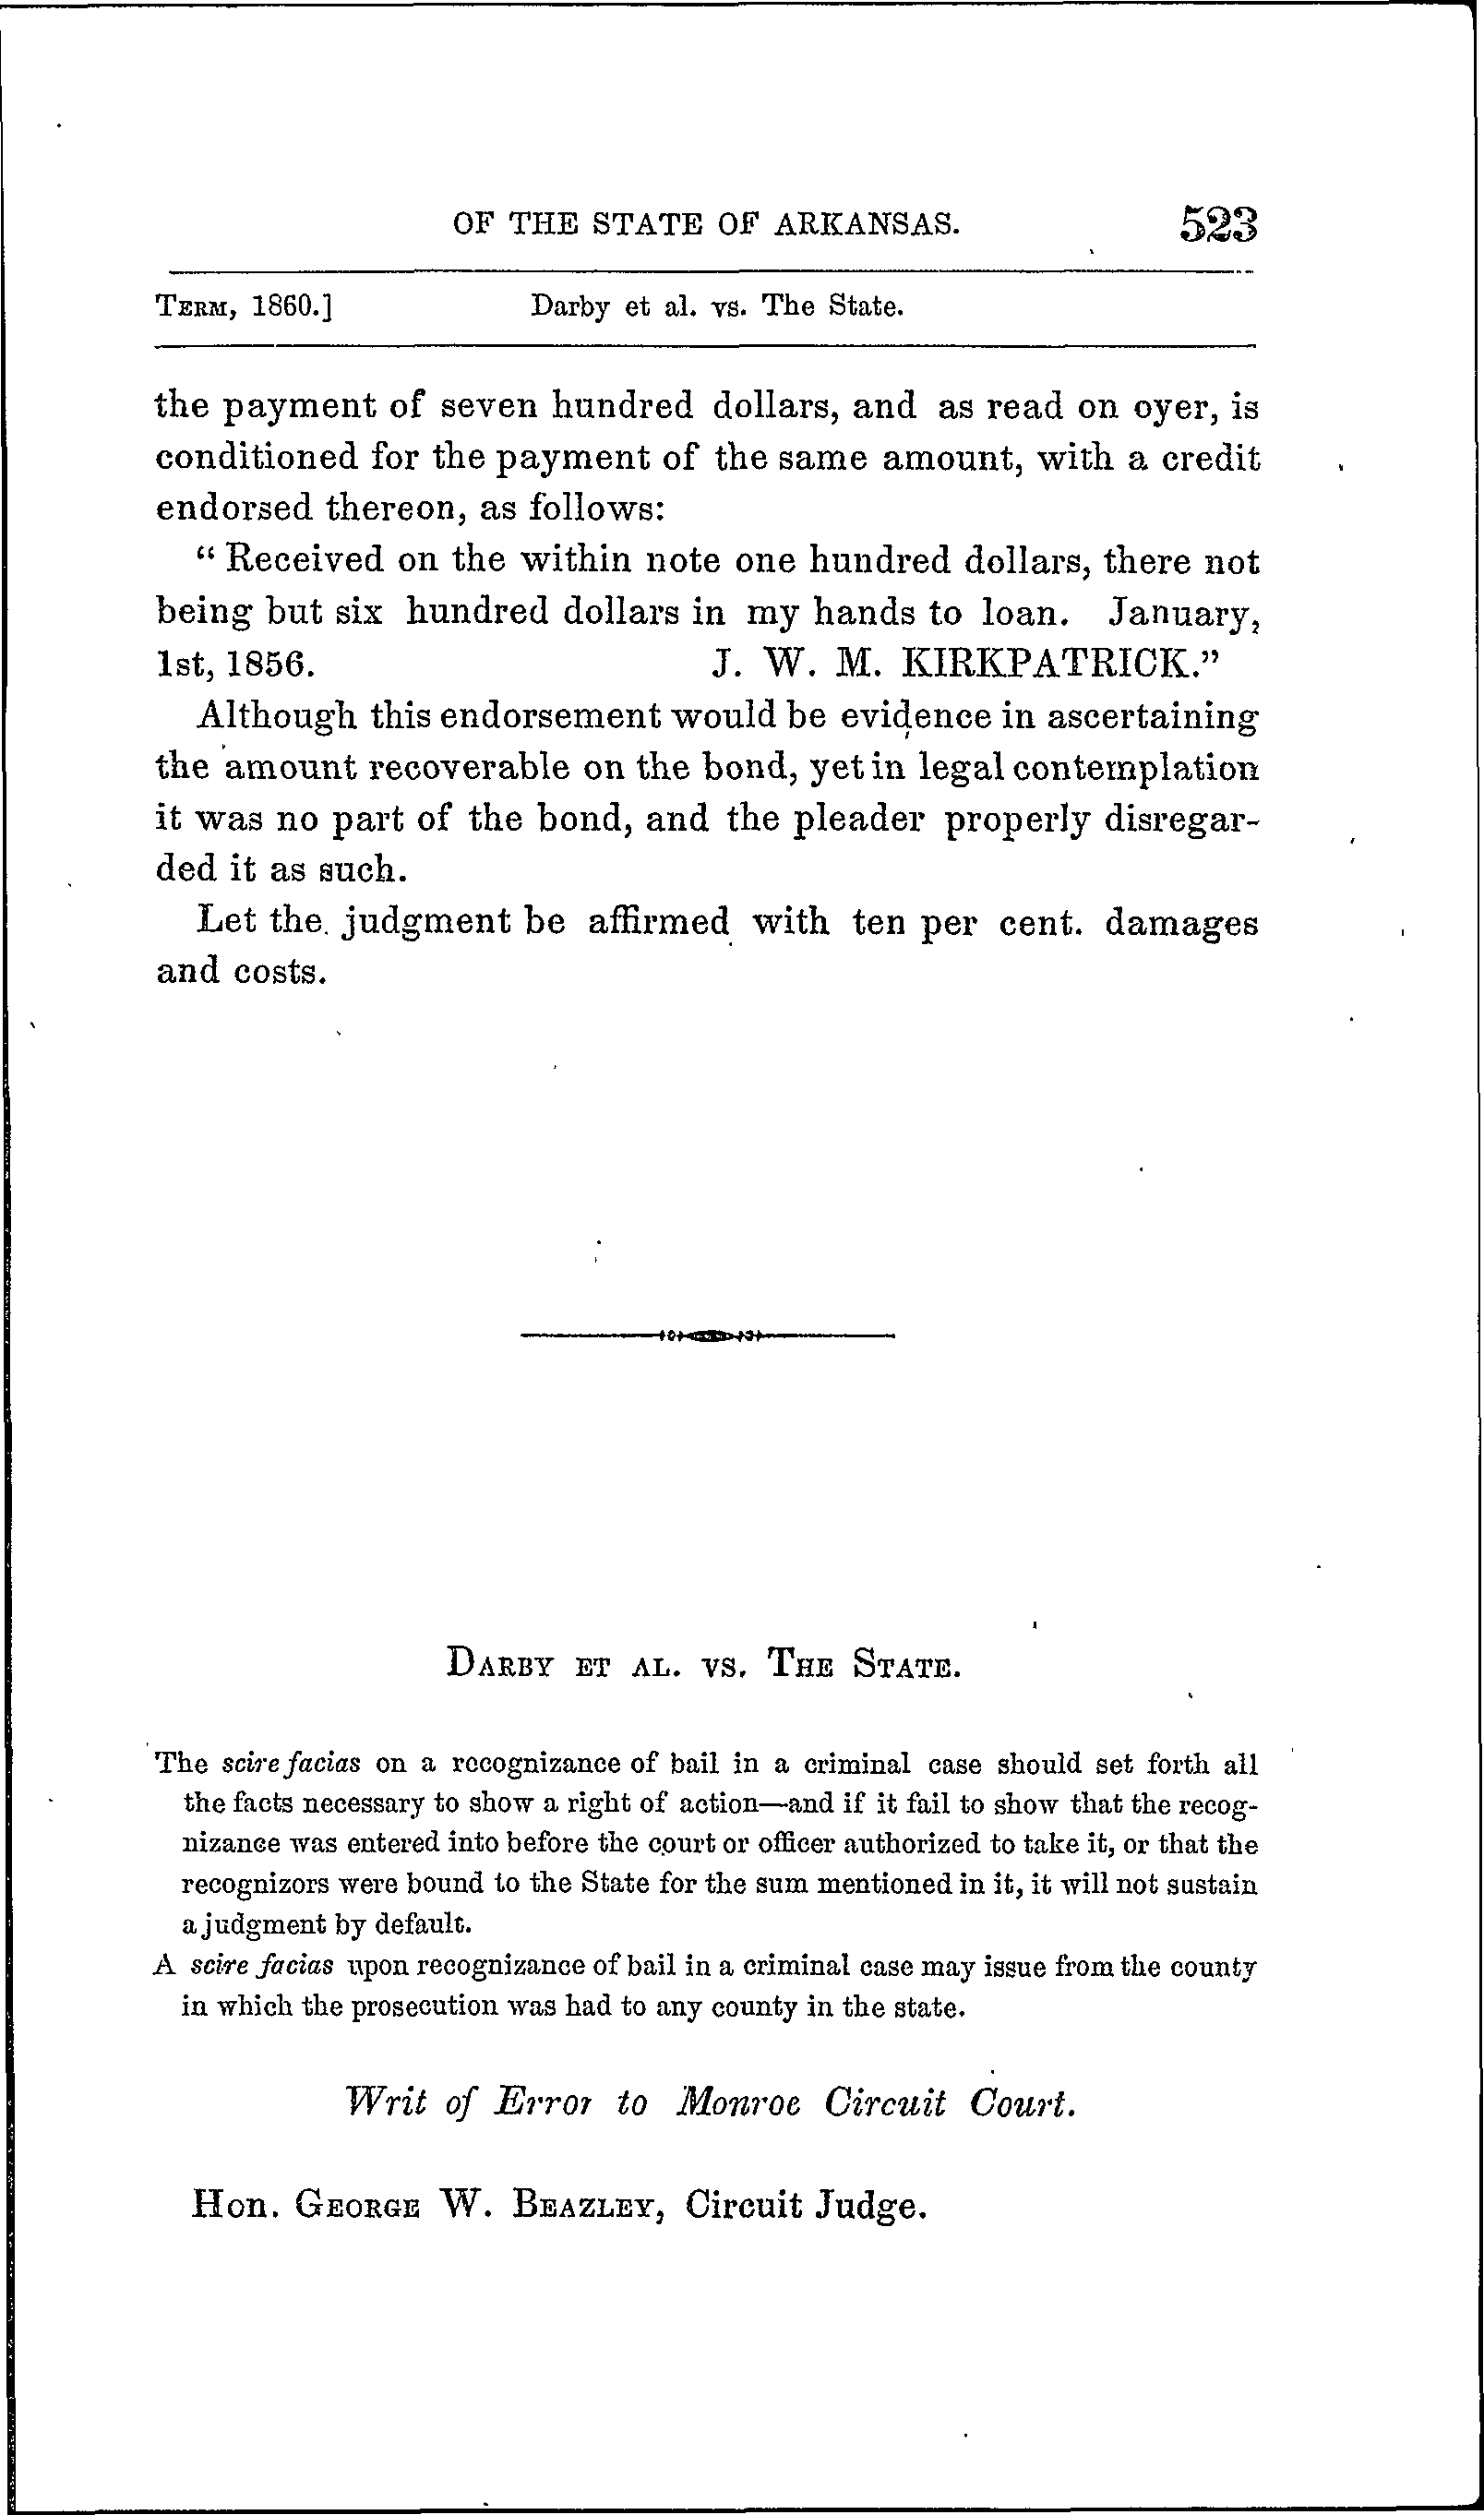 OF THE STATE OF ARKANSAS. 523
TERM, 1860.] Darby et al. vs. The State.
the payment of seven hundred dollars, and as read on oyer, is
conditioned for the payment of the same amount, with a credit
endorsed thereon, as follows:
“ Received on the within note one hundred dollars, there not
being but six hundred dollars in my hands to loan. January,
1st, 1856. J. W. M. KIRKPATRICK.”
Although this endorsement would be evidence in ascertaining
the amount recoverable on the bond, yet in legal contemplation
it was no part of the bond, and the pleader properly disregar-
ded it as such.
Let the judgment be affirmed with ten per cent. damages
and costs.
DARBY ET AL. VS. THE STATE.
The scire facias on a rocognizance of bail in a criminal case should set forth all
the facts necessary to show a right of action—and if it fail to show that the recog-
nizance was entered into before the court or officer authorized to take it, or that the
recognizors were bound to the State for the sum mentioned in it, it will not sustain
a judgment by default.
A scire facias upon recognizance of bail in a criminal case may issue from the county
in which the prosecution was had to any county in the state.
Writ of Error to Monroe Circuit Court.
Hon. GEORGE W. BEAZLEY, Circuit Judge.